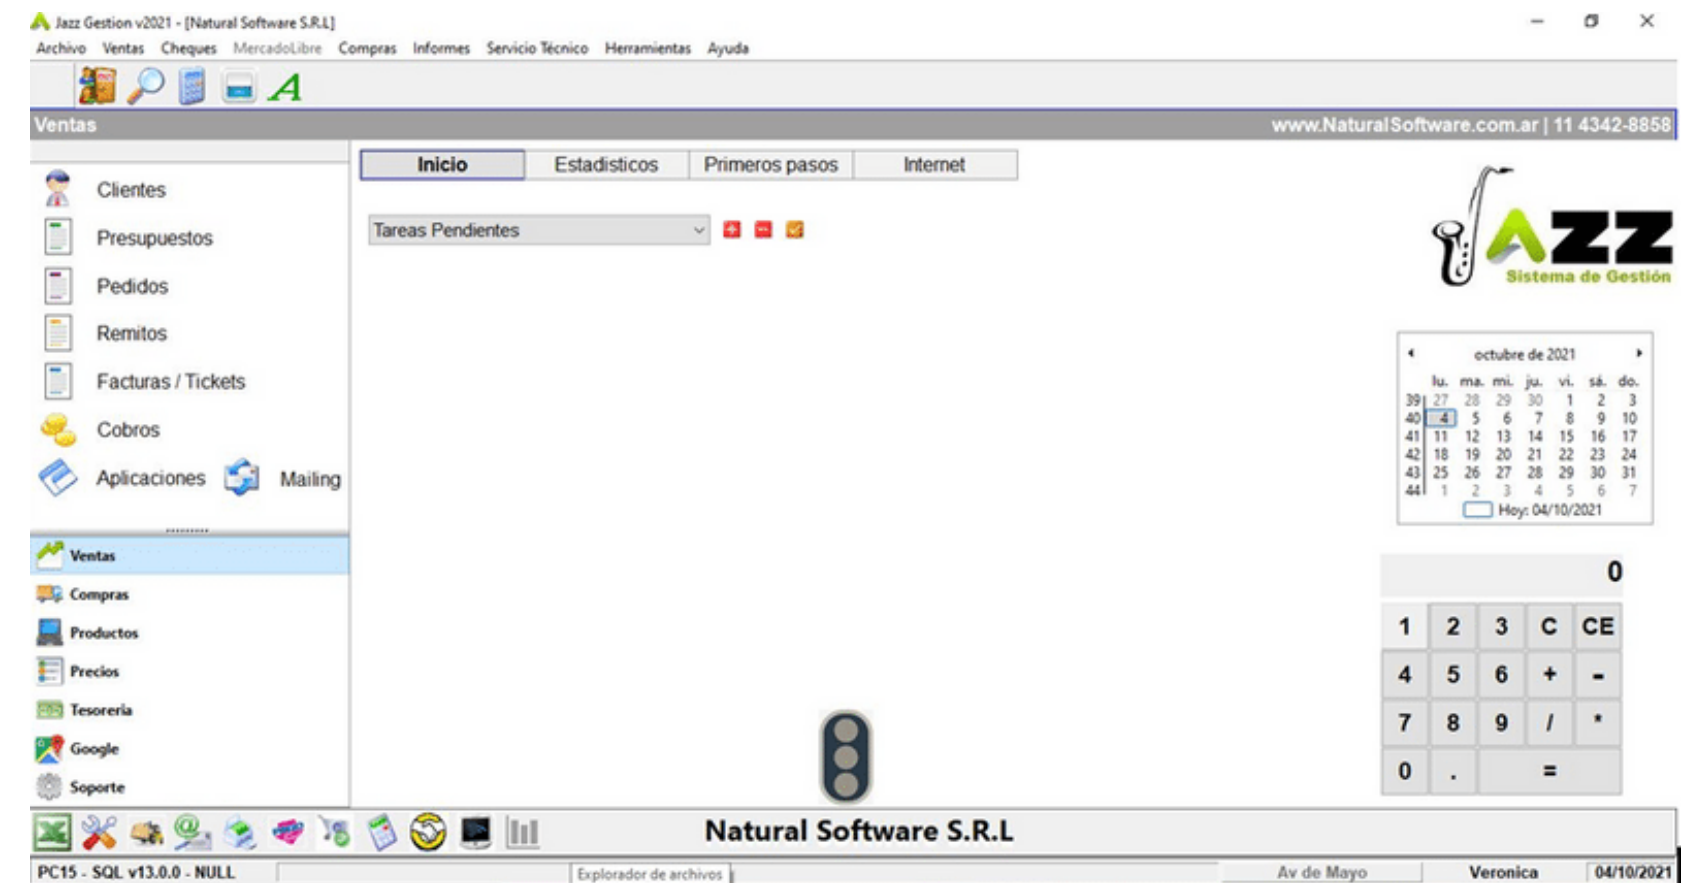 Jazz Gestion v2021 - [Natural Software S.R.L]
Archivo Ventas Cheques MercadoLibre Compras Informes Servicio Técnico Herramientas Ayuda
A
Ventas www.NaturalSoftware.com.ar | 11 4342-8858
Inicio Estadisticos Primeros pasos Internet
Clientes
Presupuestos
Pedidos
Remitos
Facturas / Tickets
Cobros
Aplicaciones Mailing
Tareas Pendientes
JAZZ
Sistema de Gestión
octubre de 2021
lu. ma. mi. ju. vi. sá. do.
39 27 28 29 30 1 2 3
40 4 5 6 7 8 9 10
41 11 12 13 14 15 16 17
42 18 19 20 21 22 23 24
43 25 26 27 28 29 30 31
44 1 2 3 4 5 6 7
Hoy: 04/10/2021
0
1 2 3 C CE
4 5 6 + -
7 8 9 / *
0 . =
Ventas
Compras
Productos
Precios
Tesoreria
Google
Soporte
Natural Software S.R.L
PC15 - SQL v13.0.0 - NULL Explorador de archivos Av de Mayo Veronica 04/10/2021